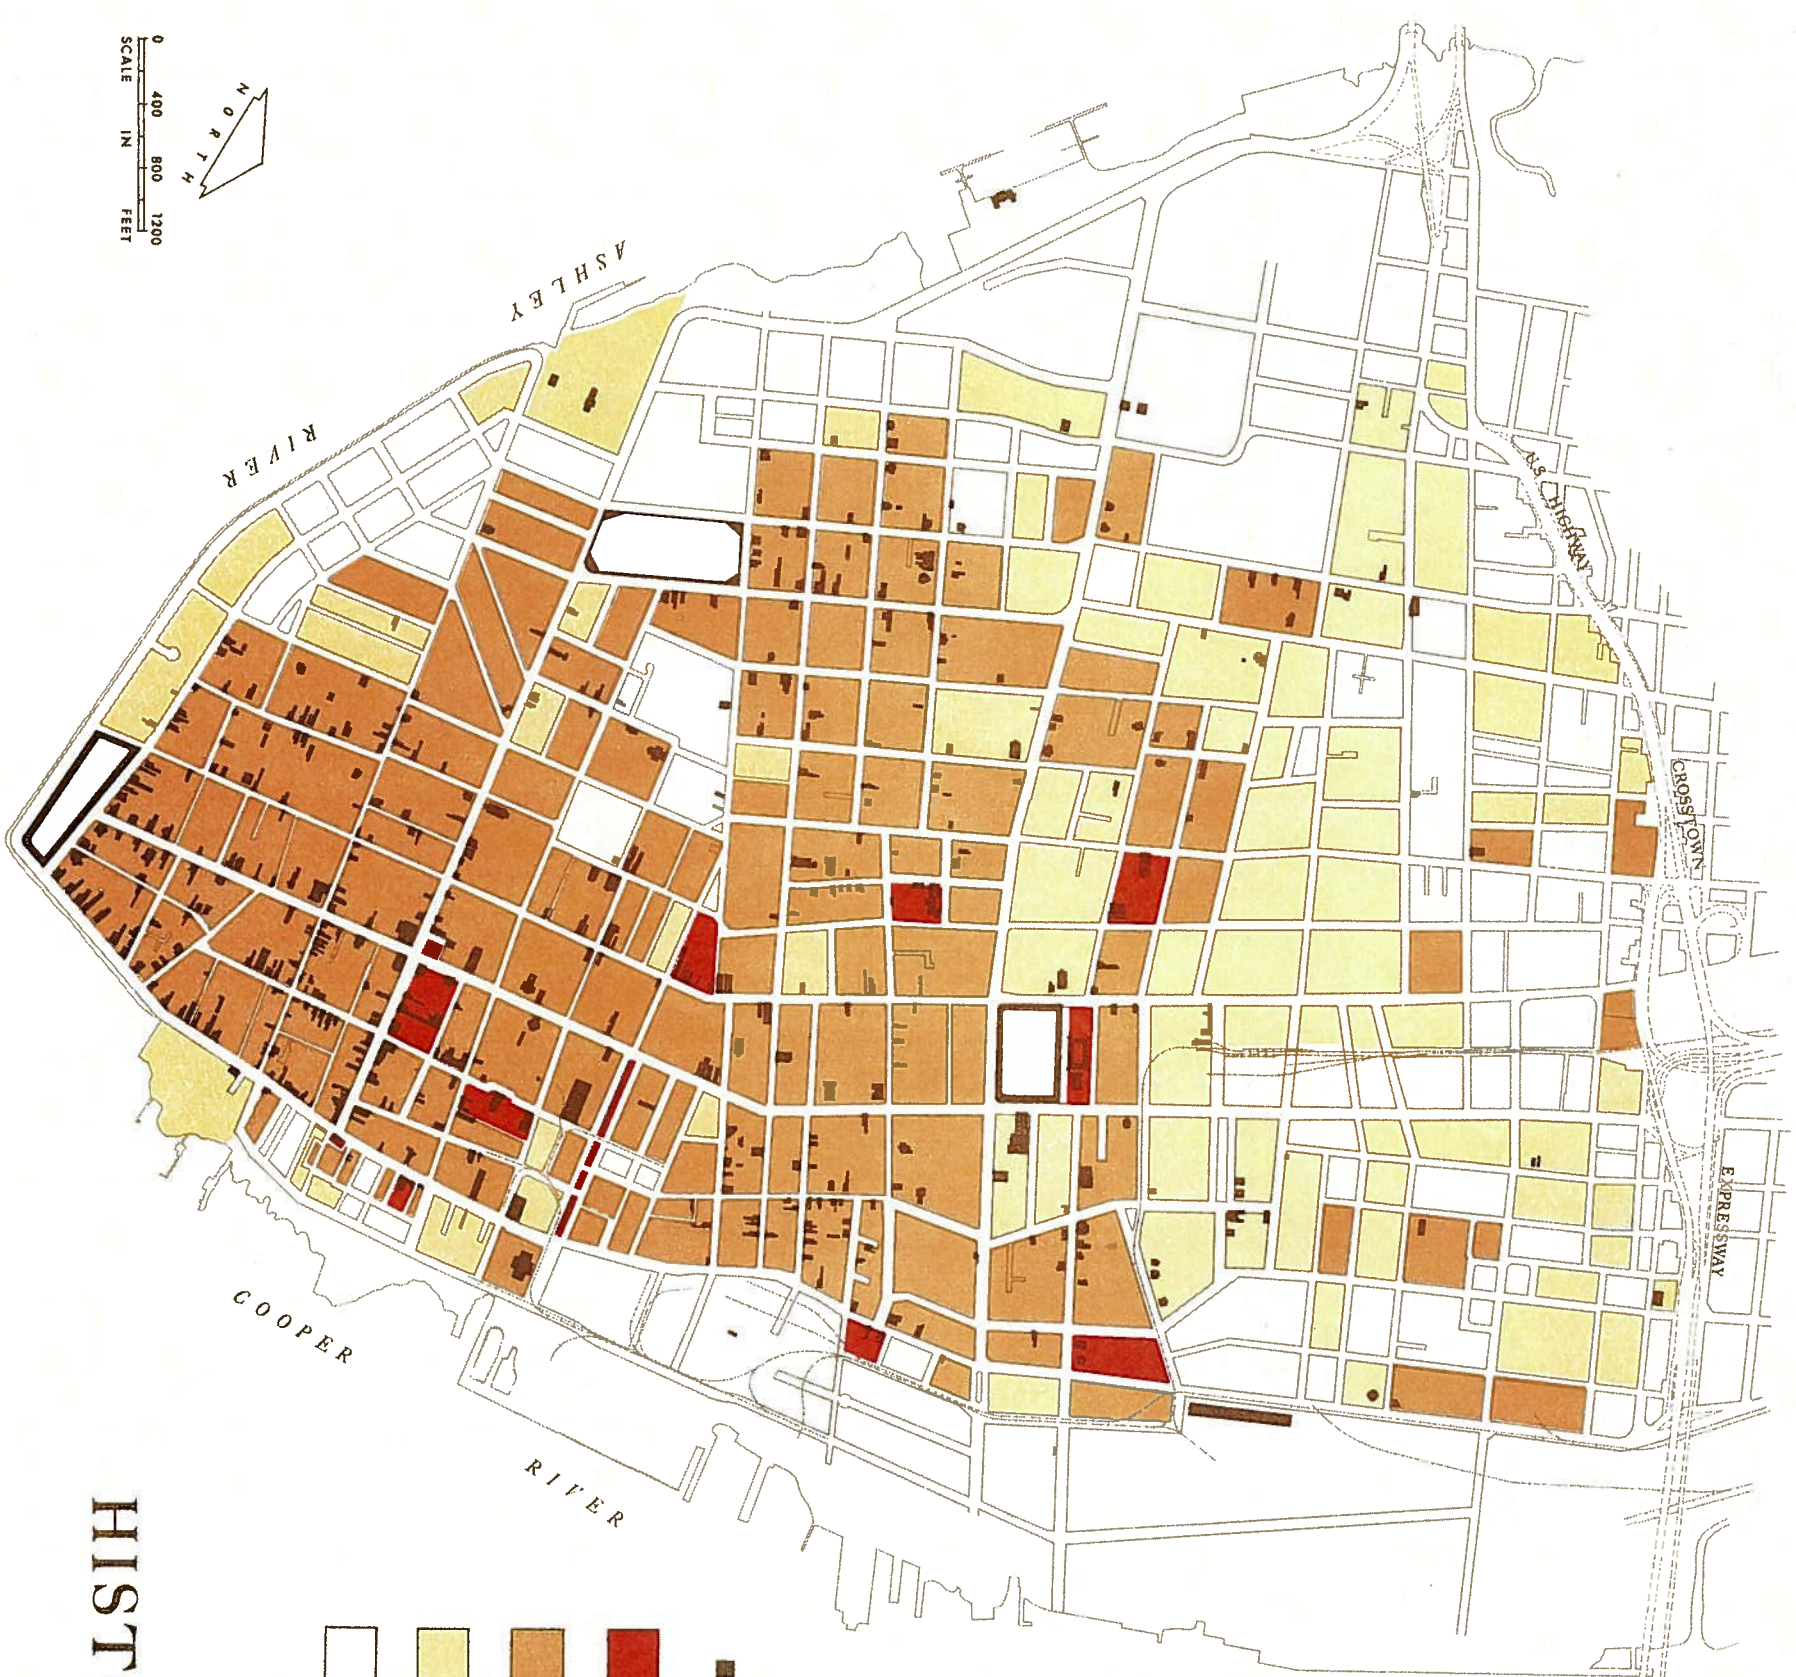 0 400 800 1200
SCALE IN FEET
NORTH
ASHLEY
RIVER
U.S. HIGHWAY
CROSSTOWN
EXPRESSWAY
COOPER
RIVER
HIST